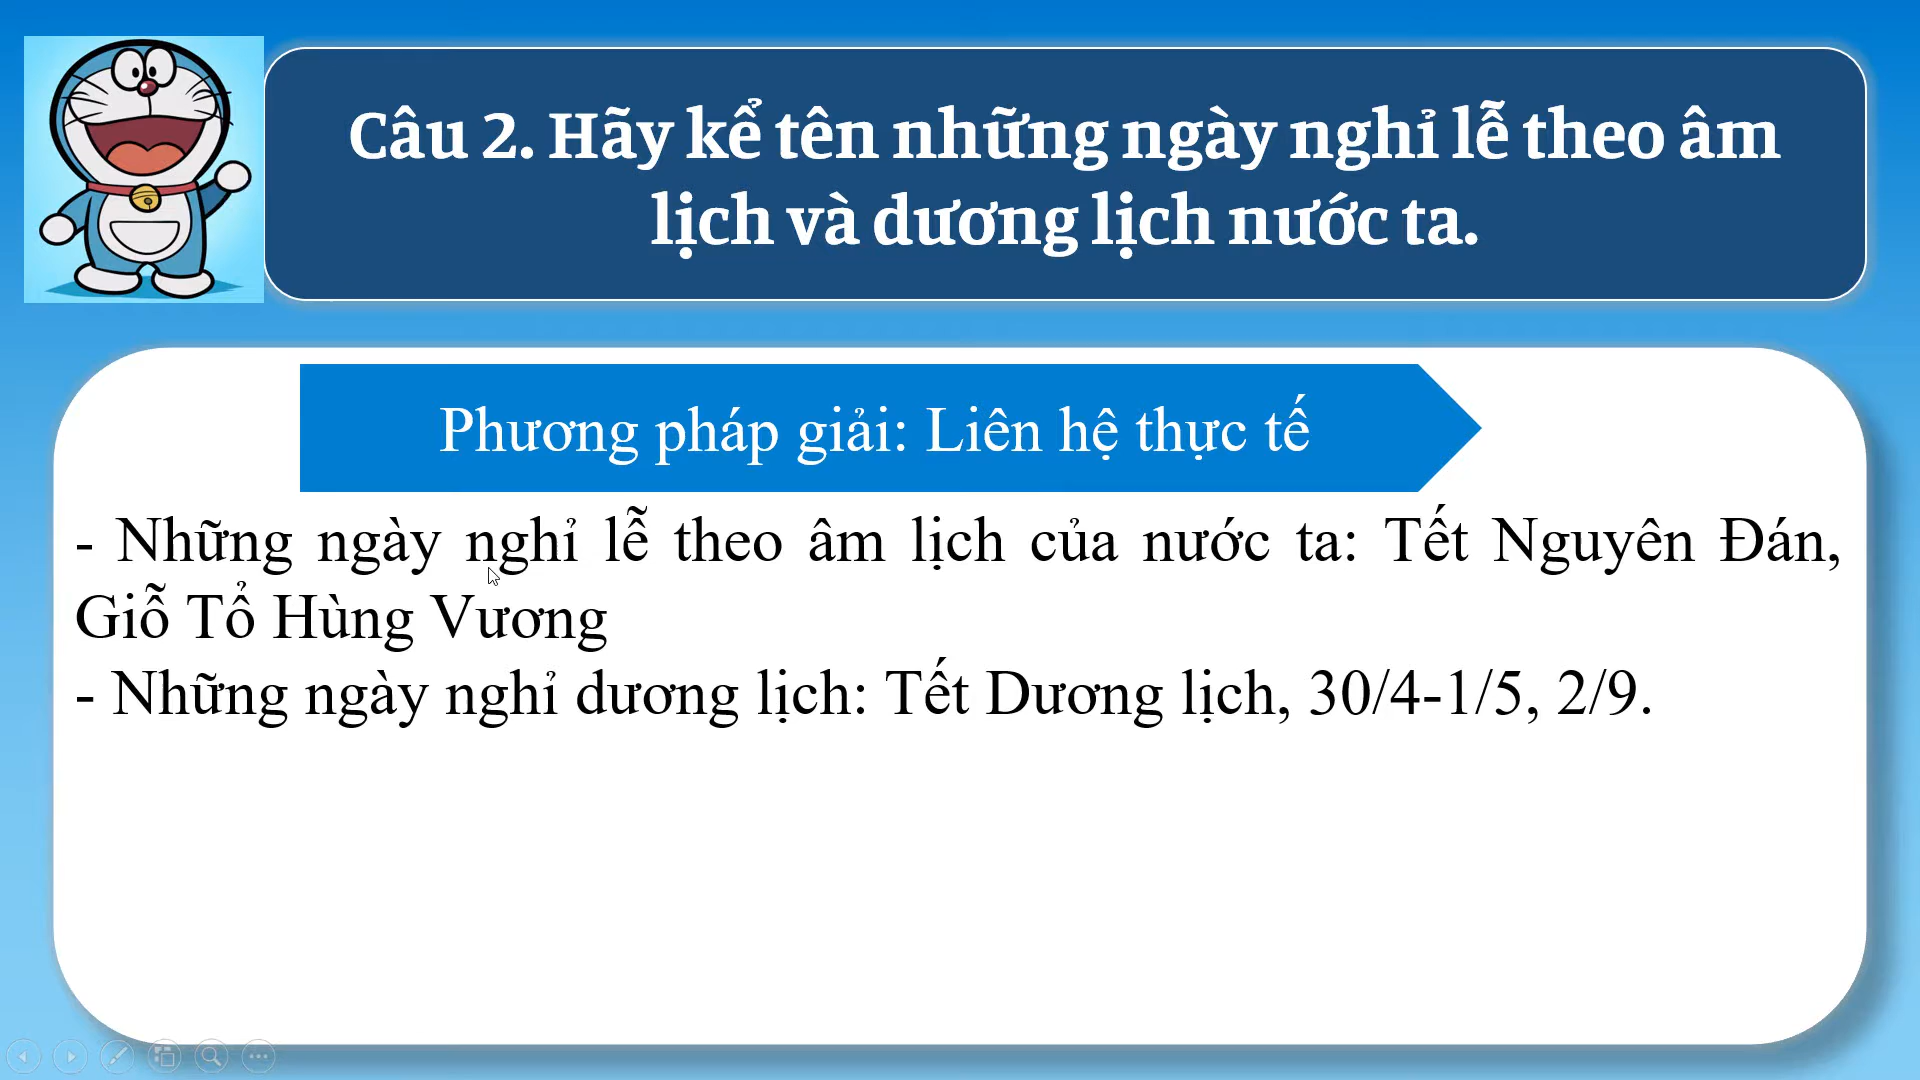 Câu 2. Hãy kể tên những ngày nghỉ lễ theo âm
lịch và dương lịch nước ta.
Phương pháp giải: Liên hệ thực tế
- Những ngày nghỉ lễ theo âm lịch của nước ta: Tết Nguyên Đán,
Giỗ Tổ Hùng Vương
- Những ngày nghỉ dương lịch: Tết Dương lịch, 30/4-1/5, 2/9.